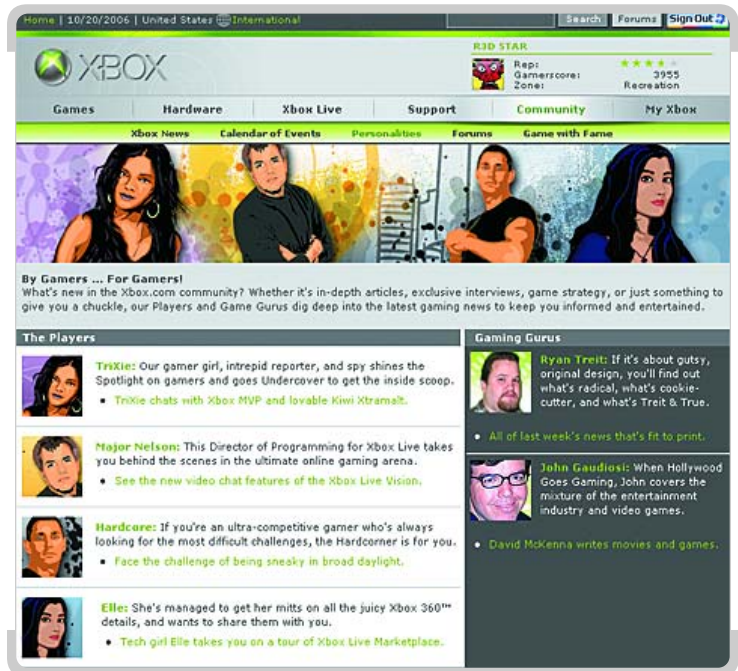 Home | 10/20/2006 | United States International
Search Forums Sign Out
R3D STAR
Rep:
Gamerscore: 3955
Zone: Recreation
XBOX
Games Hardware Xbox Live Support Community My Xbox
Xbox News Calendar of Events Personalities Forums Game with Fame
By Gamers ... For Gamers!
What's new in the Xbox.com community? Whether it's in-depth articles, exclusive interviews, game strategy, or just something to
give you a chuckle, our Players and Game Gurus dig deep into the latest gaming news to keep you informed and entertained.
The Players
TriXie: Our gamer girl, intrepid reporter, and spy shines the
Spotlight on gamers and goes Undercover to get the inside scoop.
TriXie chats with Xbox MVP and lovable Kiwi Xtramalt.
Major Nelson: This Director of Programming for Xbox Live takes
you behind the scenes in the ultimate online gaming arena.
See the new video chat features of the Xbox Live Vision.
Hardcore: If you're an ultra-competitive gamer who's always
looking for the most difficult challenges, the Hardcorner is for you.
Face the challenge of being sneaky in broad daylight.
Elle: She's managed to get her mitts on all the juicy Xbox 360™
details, and wants to share them with you.
Tech girl Elle takes you on a tour of Xbox Live Marketplace.
Gaming Gurus
Ryan Treit: If it's about gutsy,
original design, you'll find out
what's radical, what's cookie-
cutter, and what's Treit & True.
All of last week's news that's fit to print.
John Gaudiosi: When Hollywood
Goes Gaming, John covers the
mixture of the entertainment
industry and video games.
David McKenna writes movies and games.